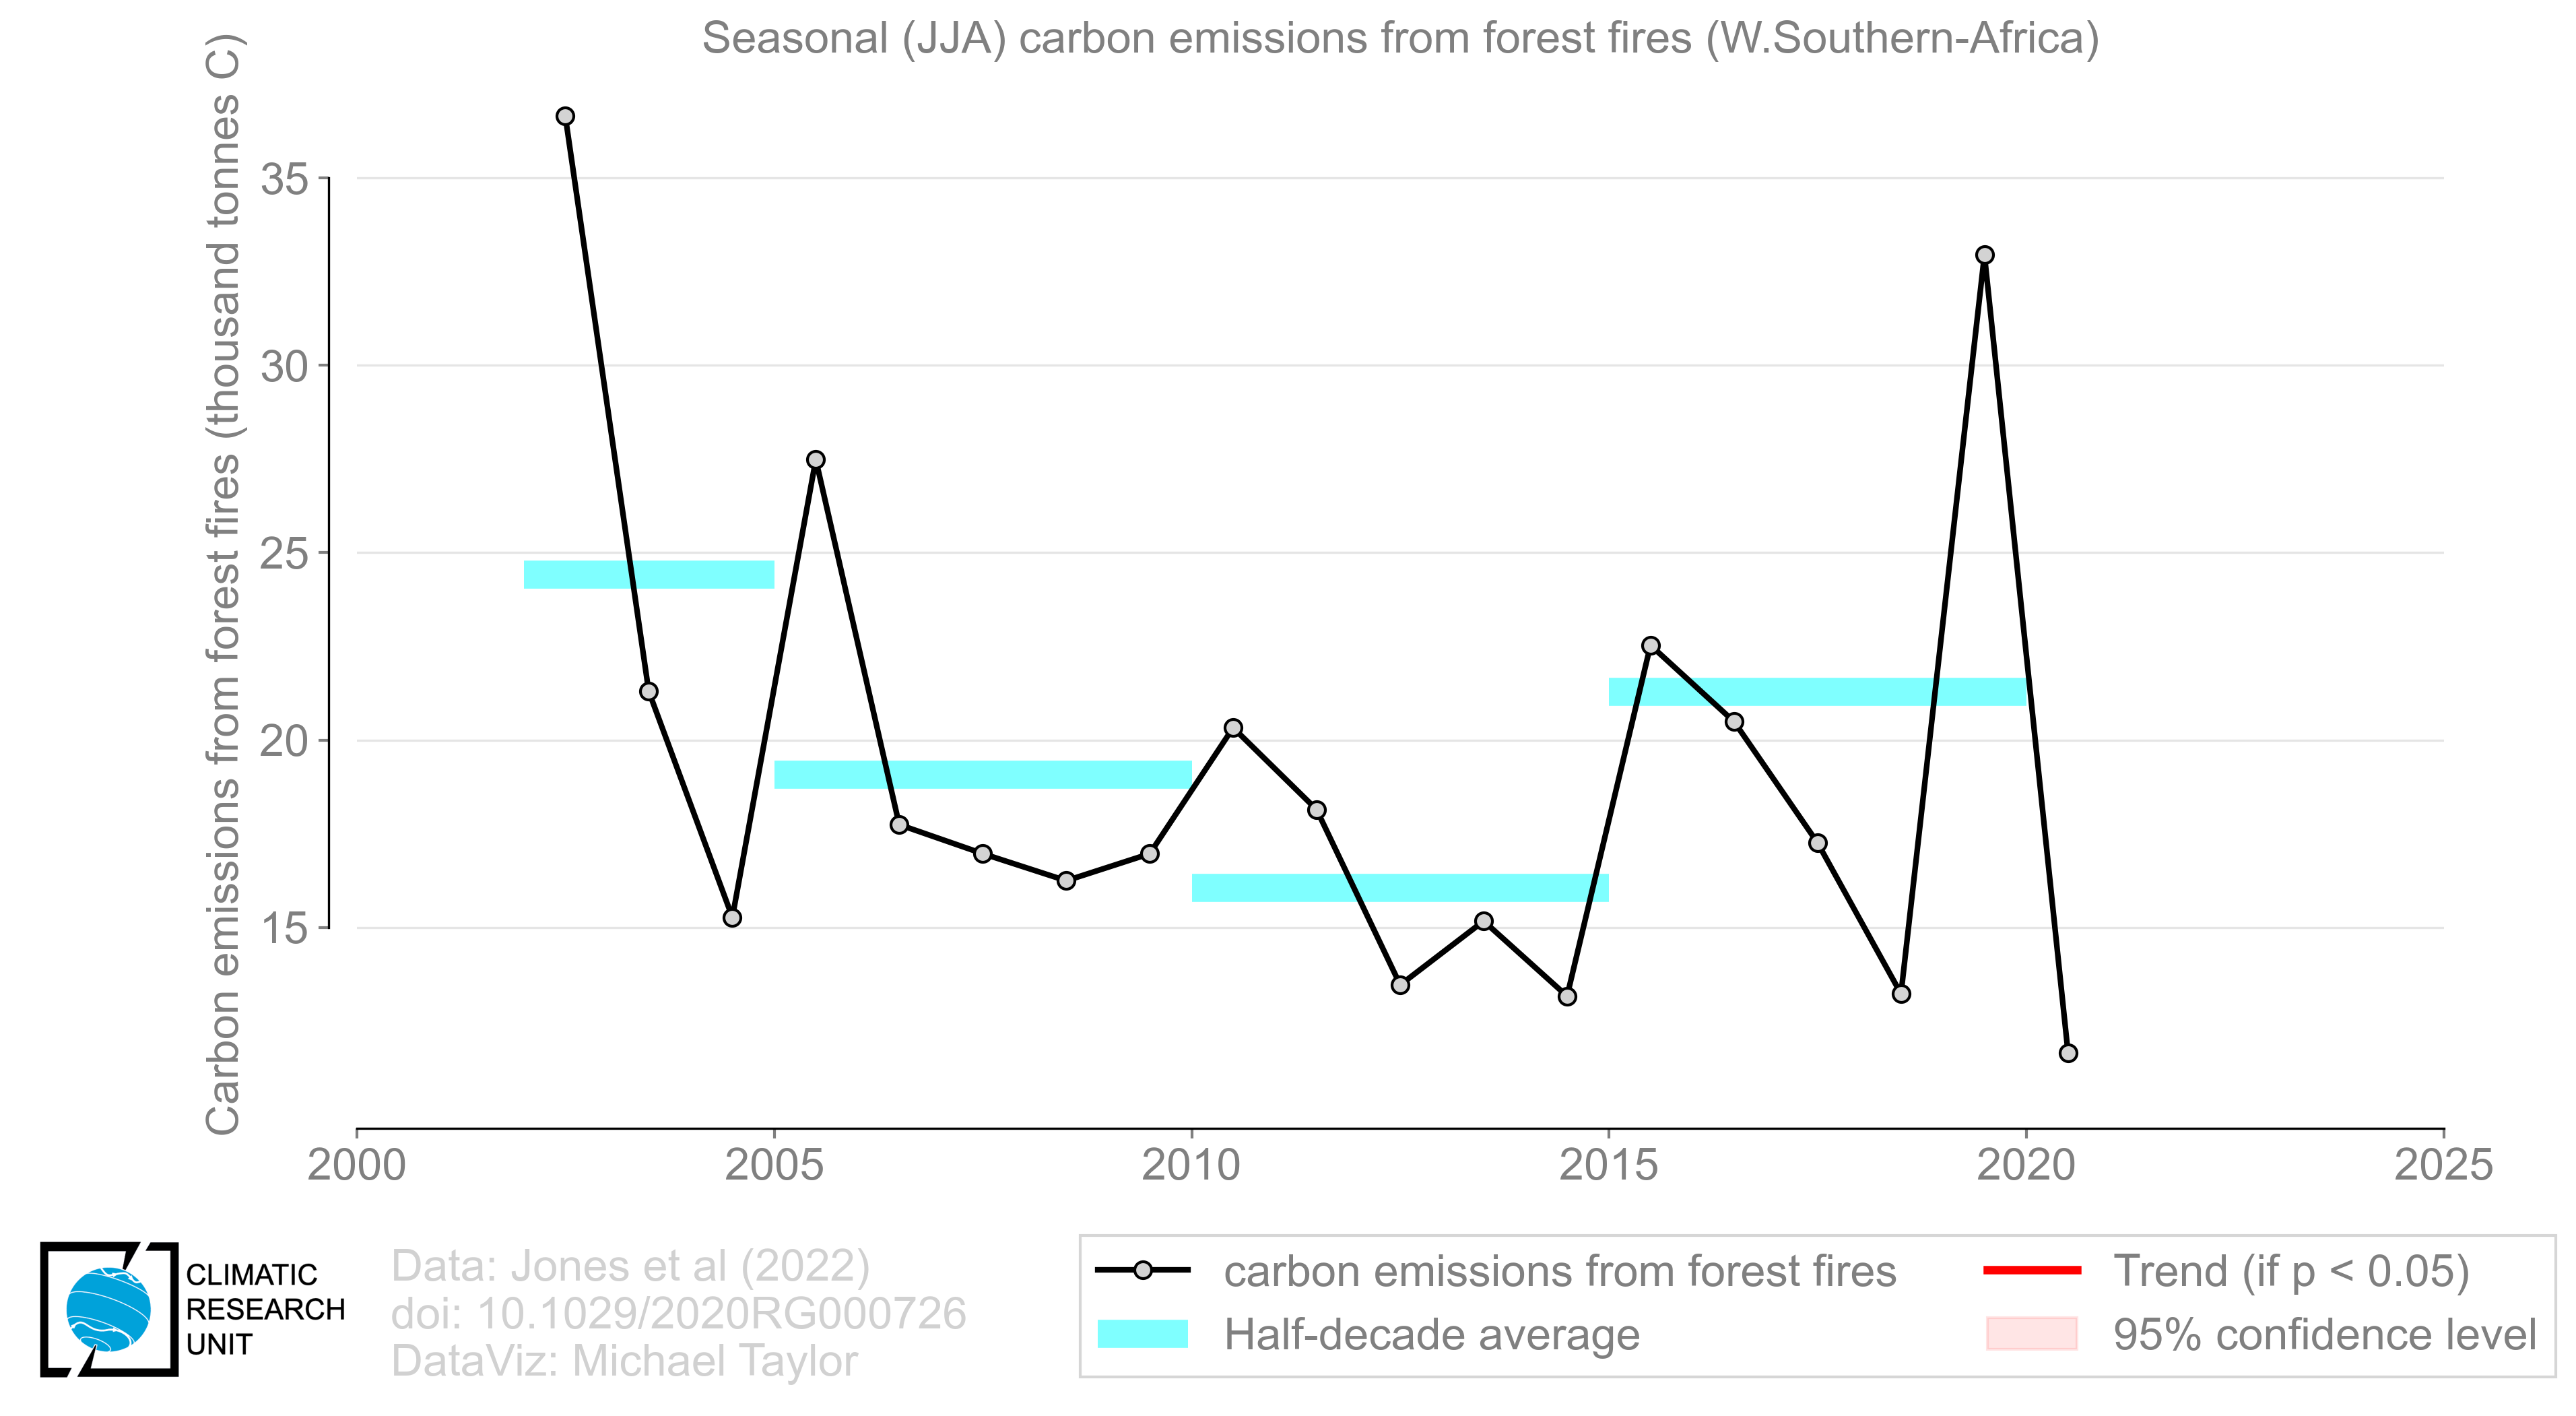 Seasonal (JJA) carbon emissions from forest fires (W.Southern-Africa)
Carbon emissions from forest fires (thousand tonnes C)
35
30
25
20
15
2000
2005
2010
2015
2020
2025
CLIMATIC
RESEARCH
UNIT
Data: Jones et al (2022)
doi: 10.1029/2020RG000726
DataViz: Michael Taylor
carbon emissions from forest fires
Half-decade average
Trend (if p < 0.05)
95% confidence level